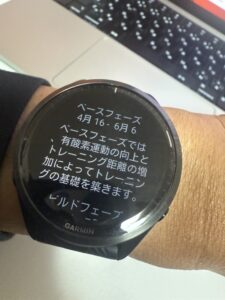 ベースフェーズ
4月 16 - 6月 6
ベースフェーズでは
、有酸素運動の向上と
トレーニング距離の増
加によってトレーニン
グの基礎を築きます。
ビルドフェーズ
GARMIN